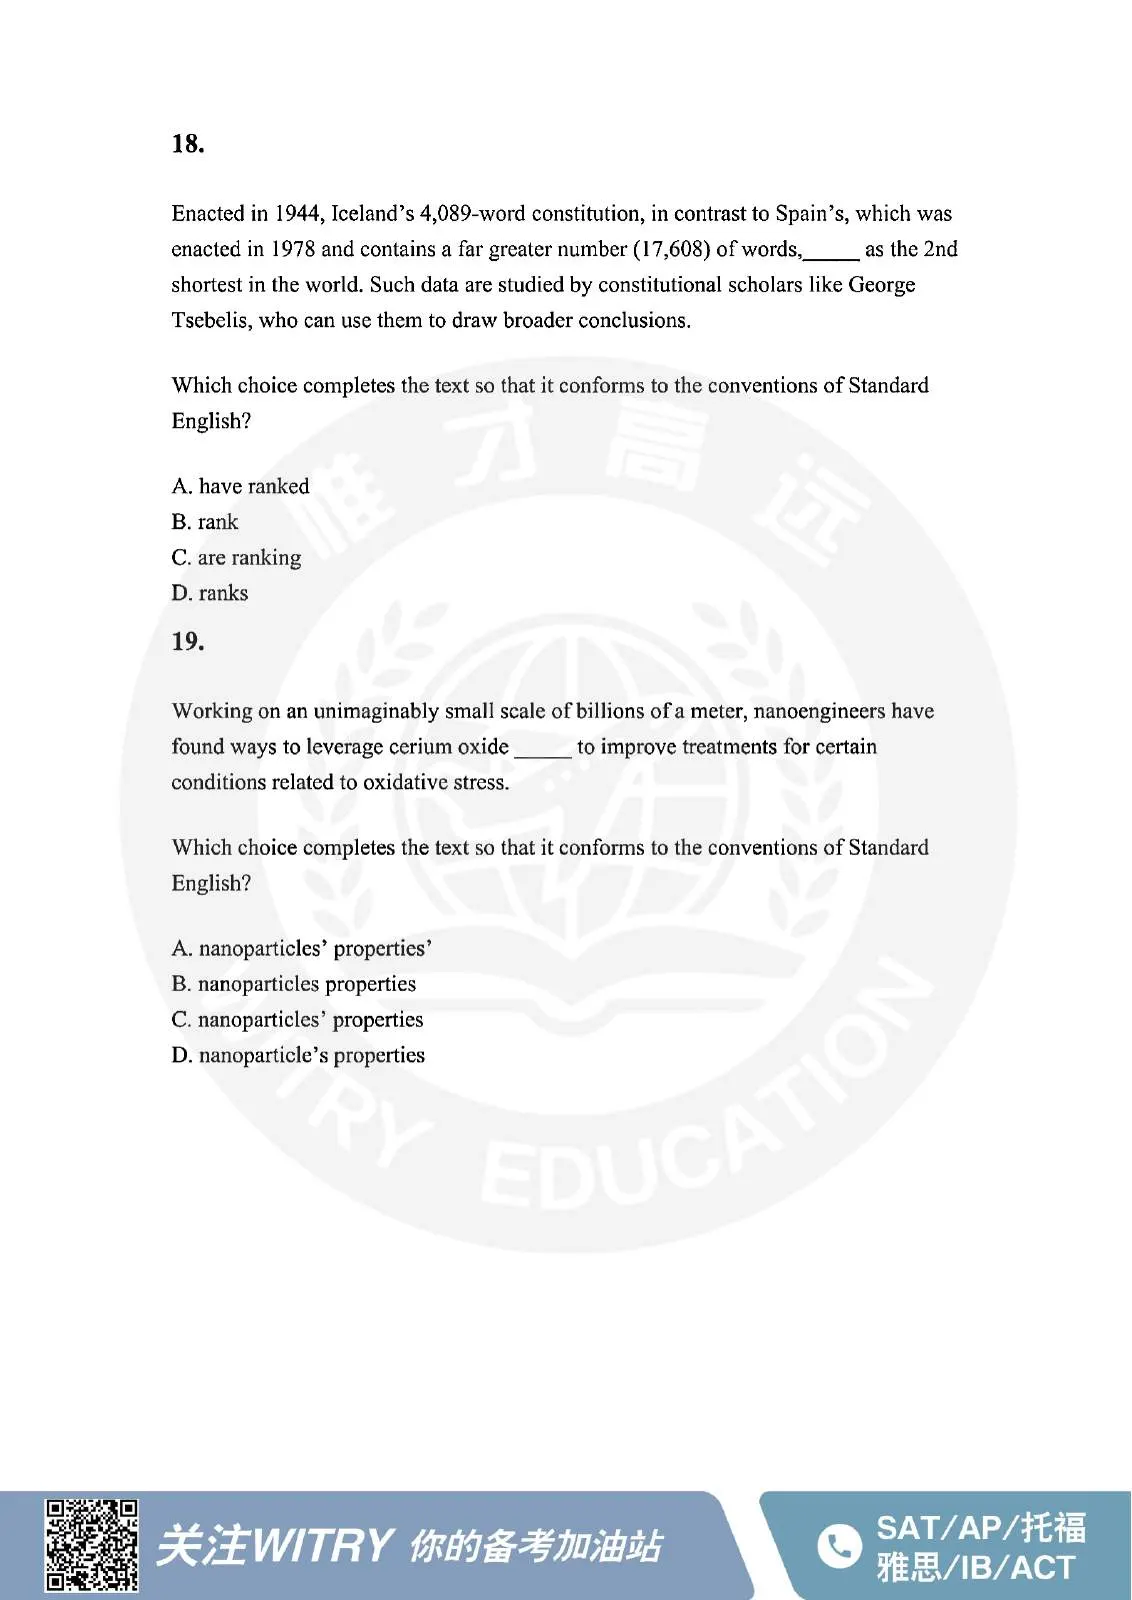 18.
Enacted in 1944, Iceland’s 4,089-word constitution, in contrast to Spain’s, which was
enacted in 1978 and contains a far greater number (17,608) of words,_____ as the 2nd
shortest in the world. Such data are studied by constitutional scholars like George
Tsebelis, who can use them to draw broader conclusions.
Which choice completes the text so that it conforms to the conventions of Standard
English?
A. have ranked
B. rank
C. are ranking
D. ranks
19.
Working on an unimaginably small scale of billions of a meter, nanoengineers have
found ways to leverage cerium oxide _____ to improve treatments for certain
conditions related to oxidative stress.
Which choice completes the text so that it conforms to the conventions of Standard
English?
A. nanoparticles’ properties’
B. nanoparticles properties
C. nanoparticles’ properties
D. nanoparticle’s properties
惟才高远
WITRY EDUCATION
关注WITRY 你的备考加油站
SAT/AP/托福
雅思/IB/ACT